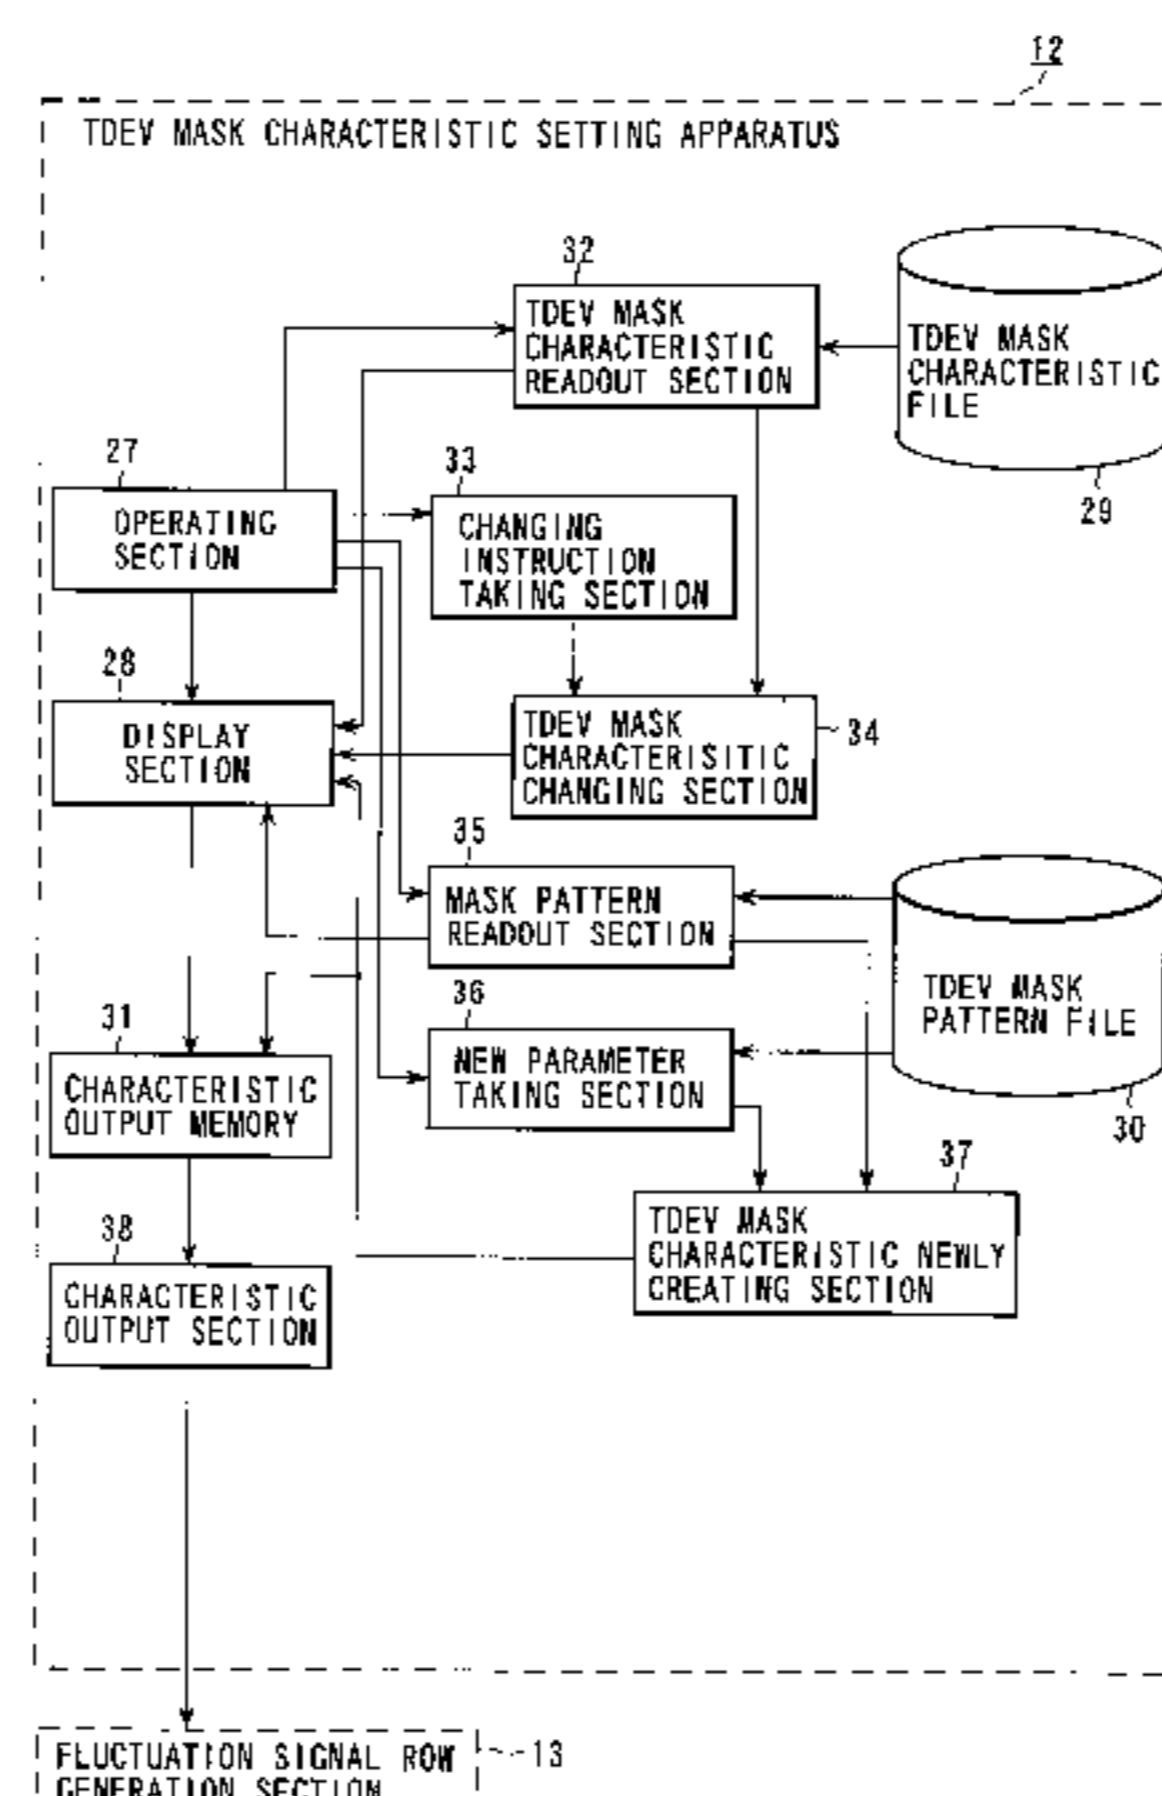 12
TDEV MASK CHARACTERISTIC SETTING APPARATUS
32
TDEV MASK
CHARACTERISTIC
READOUT SECTION
TDEV MASK
CHARACTERISTIC
FILE
29
27
OPERATING
SECTION
33
CHANGING
INSTRUCTION
TAKING SECTION
28
DISPLAY
SECTION
TDEV MASK
CHARACTERISITIC
CHANGING SECTION
34
35
MASK PATTERN
READOUT SECTION
TDEV MASK
PATTERN FILE
30
36
NEW PARAMETER
TAKING SECTION
31
CHARACTERISTIC
OUTPUT MEMORY
37
TDEV MASK
CHARACTERISTIC NEWLY
CREATING SECTION
38
CHARACTERISTIC
OUTPUT SECTION
FLUCTUATION SIGNAL ROW
GENERATION SECTION
13